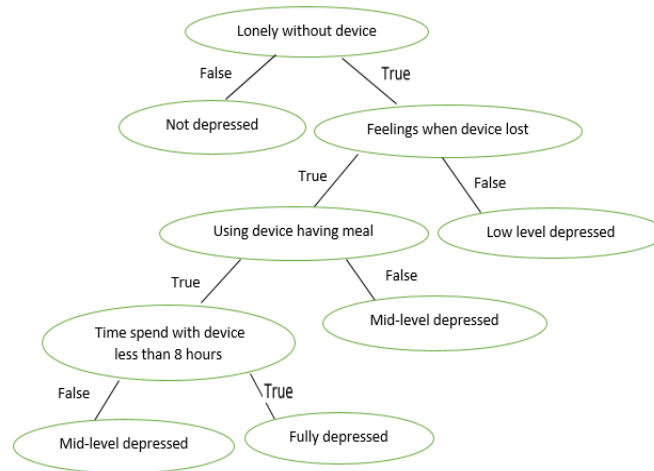 Lonely without device
False
True
Not depressed
Feelings when device lost
True
False
Using device having meal
Low level depressed
True
False
Time spend with device
less than 8 hours
Mid-level depressed
False
True
Mid-level depressed
Fully depressed